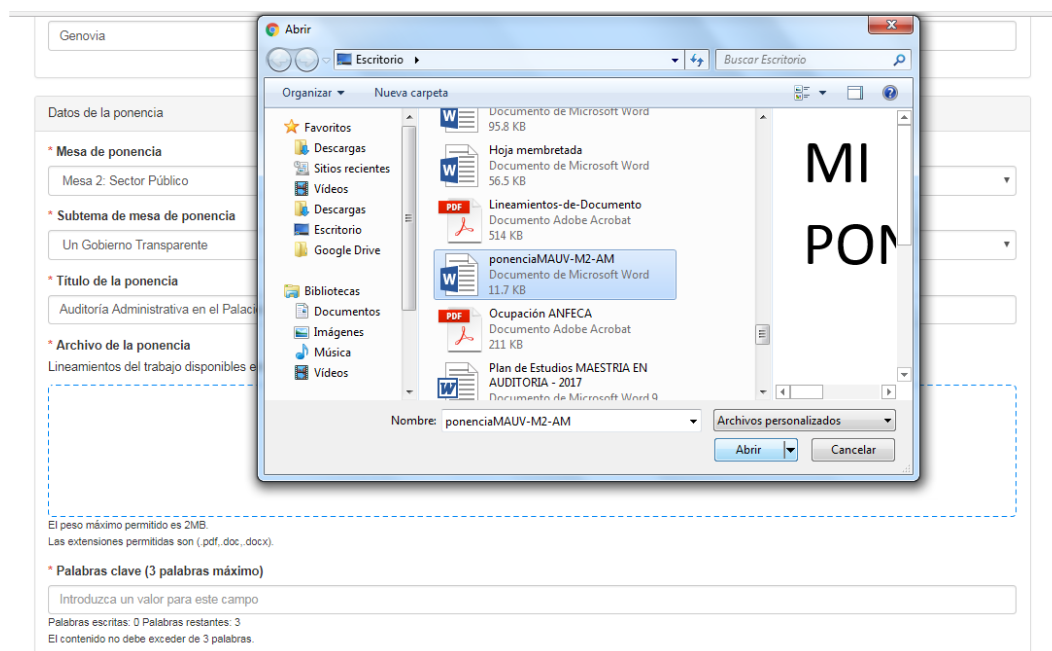 Genovia
Datos de la ponencia
* Mesa de ponencia
Mesa 2: Sector Público
* Subtema de mesa de ponencia
Un Gobierno Transparente
* Título de la ponencia
Auditoría Administrativa en el Palaci
* Archivo de la ponencia
Lineamientos del trabajo disponibles e
Abrir
Escritorio
Buscar Escritorio
Organizar
Nueva carpeta
Favoritos
Descargas
Sitios recientes
Vídeos
Descargas
Escritorio
Google Drive
Bibliotecas
Documentos
Imágenes
Música
Vídeos
Documento de Microsoft Word
95.8 KB
Hoja membretada
Documento de Microsoft Word
56.5 KB
PDF
Lineamientos-de-Documento
Documento Adobe Acrobat
514 KB
ponenciaMAUV-M2-AM
Documento de Microsoft Word
11.7 KB
PDF
Ocupación ANFECA
Documento Adobe Acrobat
211 KB
Plan de Estudios MAESTRIA EN
AUDITORIA - 2017
Documento de Microsoft Word 9
MI
PON
Nombre: ponenciaMAUV-M2-AM
Archivos personalizados
Abrir
Cancelar
El peso máximo permitido es 2MB.
Las extensiones permitidas son (.pdf,.doc,.docx).
* Palabras clave (3 palabras máximo)
Introduzca un valor para este campo
Palabras escritas: 0 Palabras restantes: 3
El contenido no debe exceder de 3 palabras.